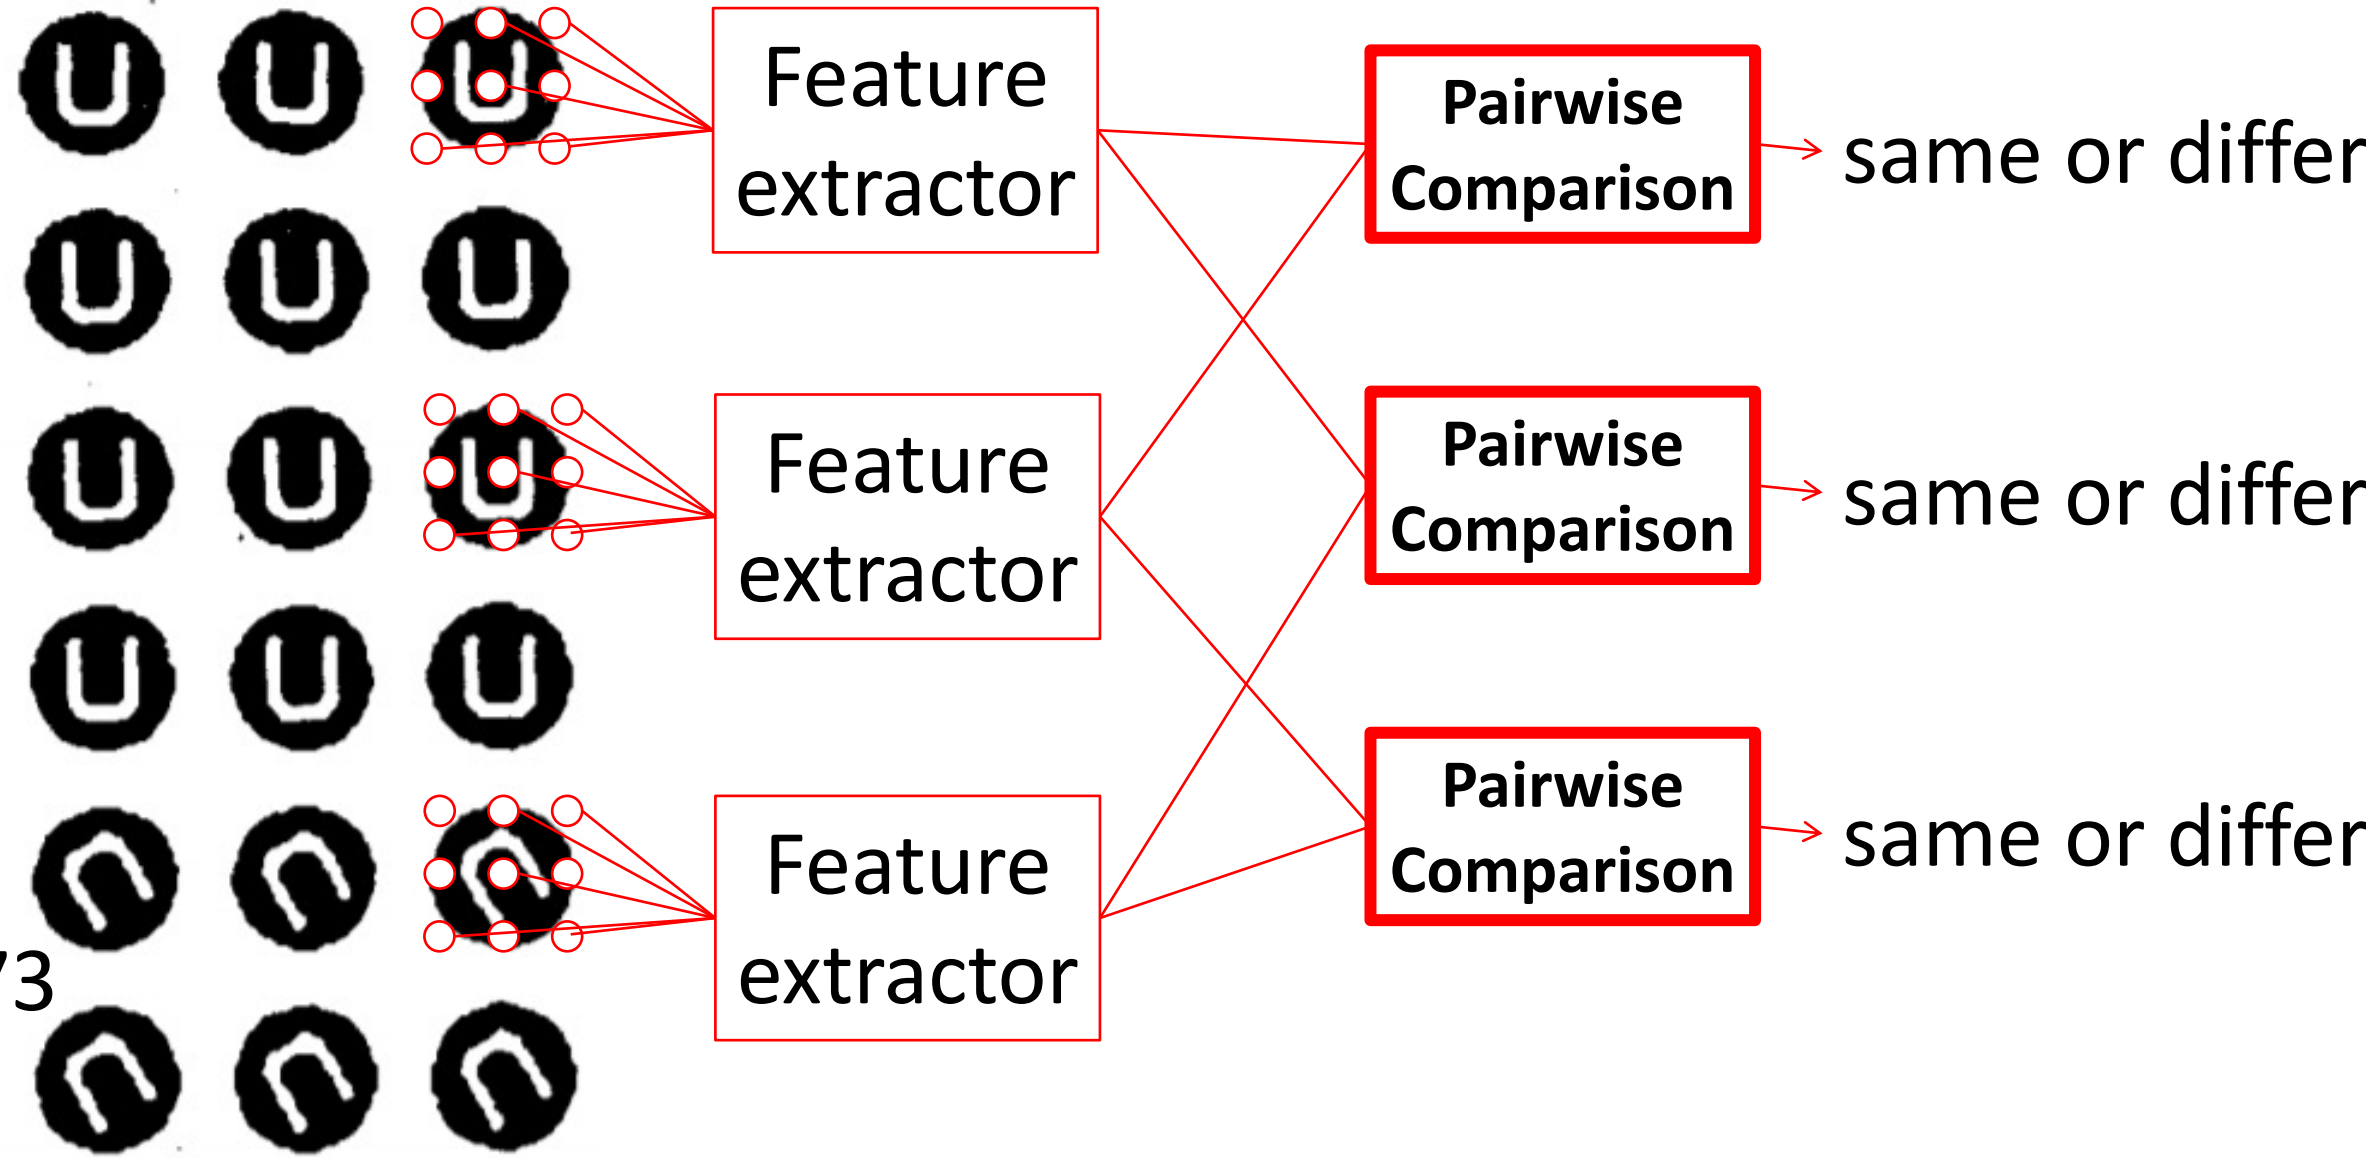 Feature
extractor
Pairwise
Comparison
same or differ
Feature
extractor
Pairwise
Comparison
same or differ
Feature
extractor
Pairwise
Comparison
same or differ
73